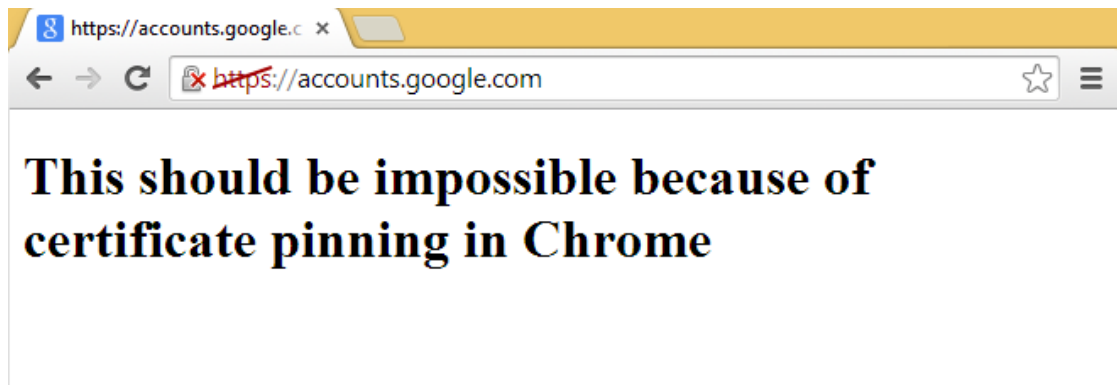 https://accounts.google.c
https://accounts.google.com
This should be impossible because of
certificate pinning in Chrome